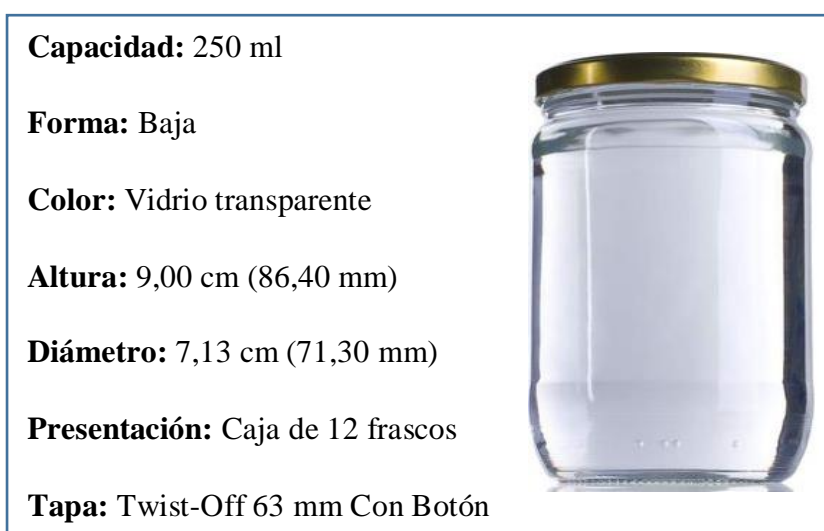 Capacidad: 250 ml
Forma: Baja
Color: Vidrio transparente
Altura: 9,00 cm (86,40 mm)
Diámetro: 7,13 cm (71,30 mm)
Presentación: Caja de 12 frascos
Tapa: Twist-Off 63 mm Con Botón